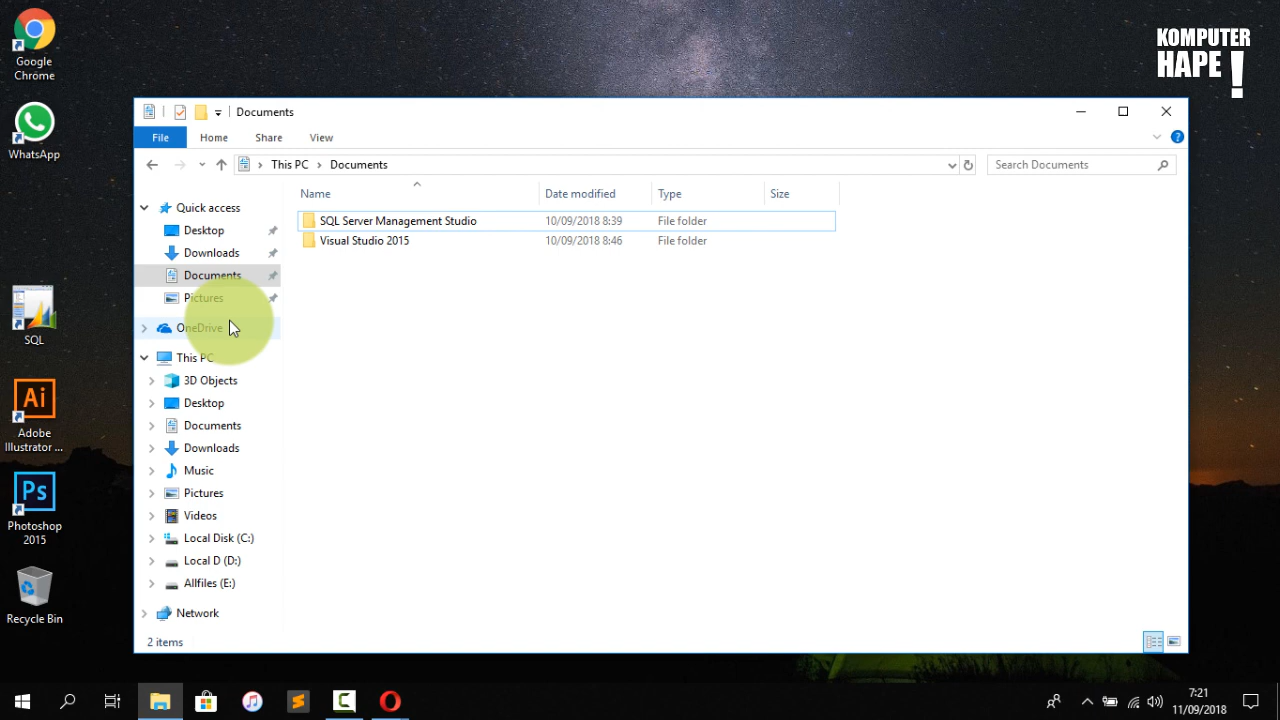 Google
Chrome
WhatsApp
SQL
Adobe
Illustrator ...
Photoshop
2015
Recycle Bin
KOMPUTER
HAPE !
Documents
File Home Share View
This PC Documents
Search Documents
Name Date modified Type Size
SQL Server Management Studio 10/09/2018 8:39 File folder
Visual Studio 2015 10/09/2018 8:46 File folder
Quick access
Desktop
Downloads
Documents
Pictures
OneDrive
This PC
3D Objects
Desktop
Documents
Downloads
Music
Pictures
Videos
Local Disk (C:)
Local D (D:)
Allfiles (E:)
Network
2 items
Ai
Ps
7:21
11/09/2018